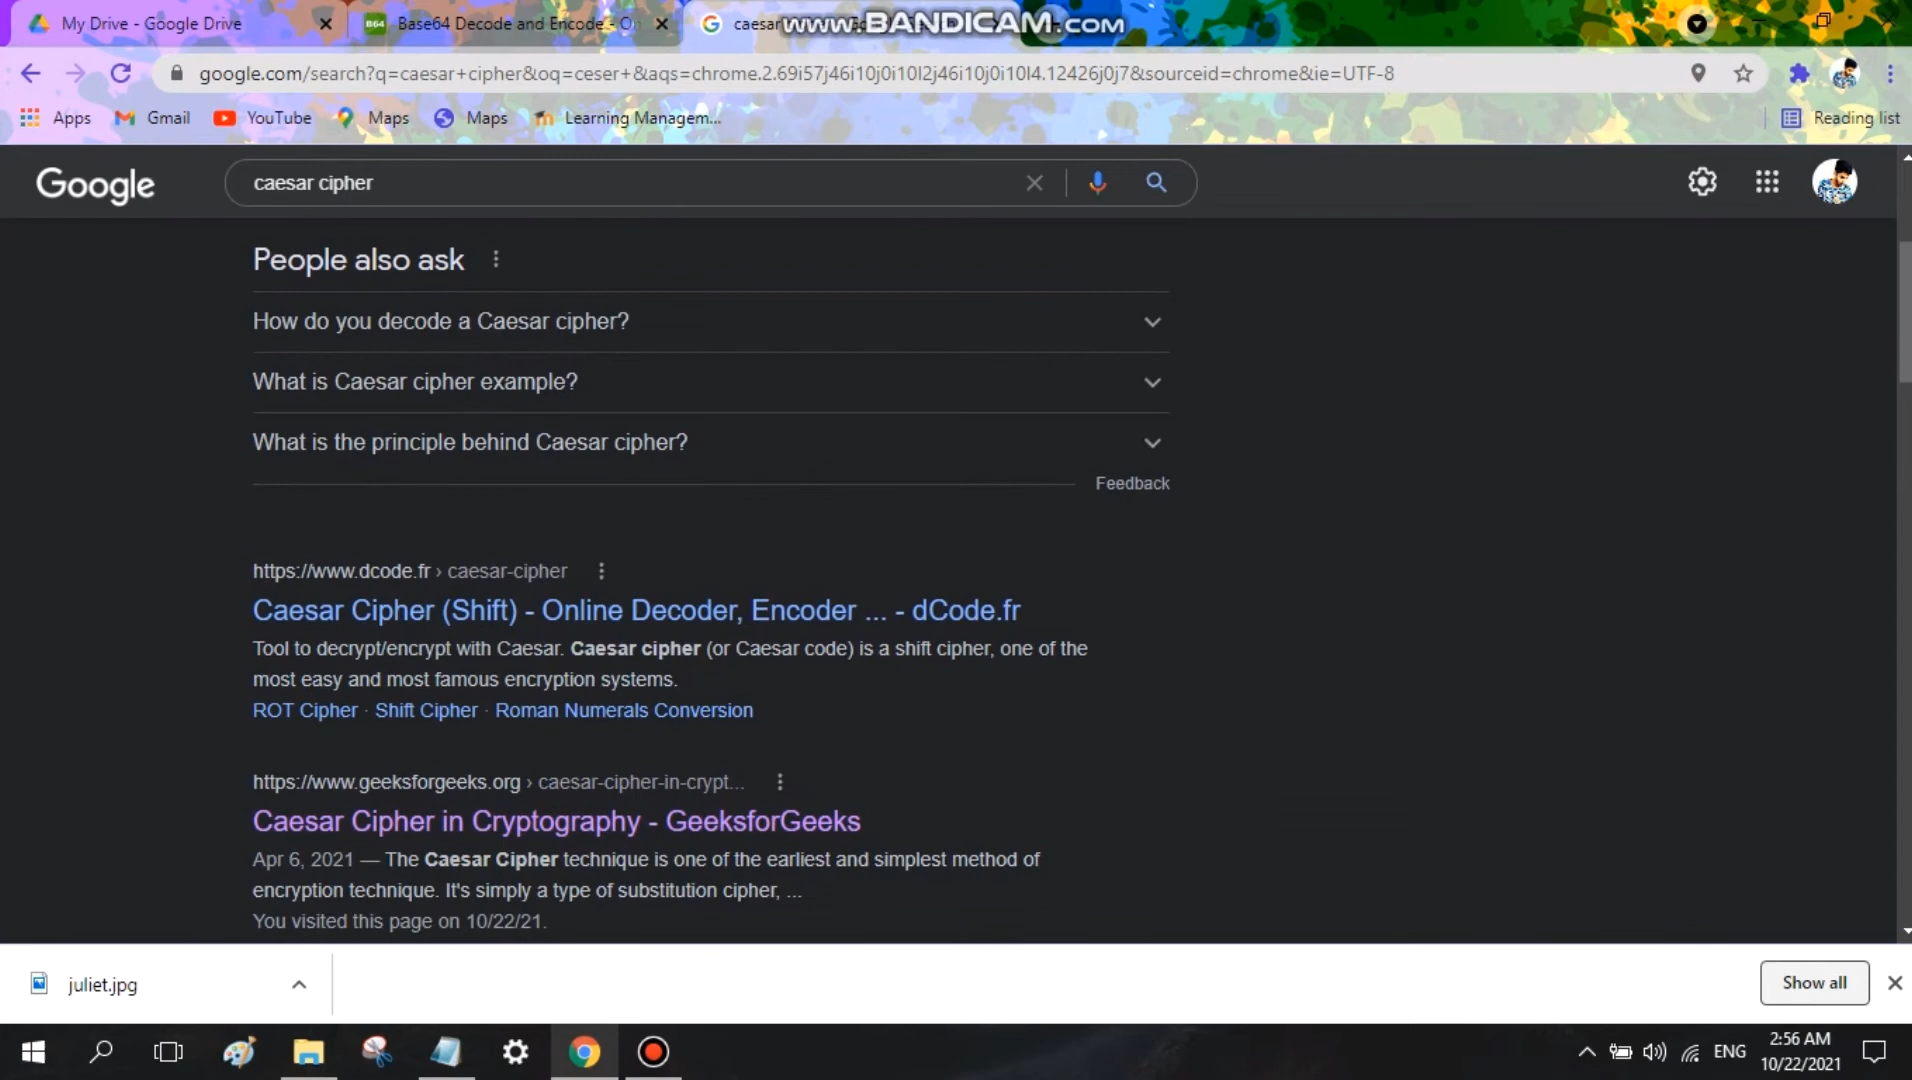 My Drive - Google Drive
Base64 Decode and Encode - On
caesar
www.BANDICAM.com
google.com/search?q=caesar+cipher&oq=ceser+&aqs=chrome.2.69i57j46i10j0i10l2j46i10j0i10l4.12426j0j7&sourceid=chrome&ie=UTF-8
Apps
Gmail
YouTube
Maps
Maps
Learning Managem...
Reading list
Google
caesar cipher
People also ask
How do you decode a Caesar cipher?
What is Caesar cipher example?
What is the principle behind Caesar cipher?
Feedback
https://www.dcode.fr › caesar-cipher
Caesar Cipher (Shift) - Online Decoder, Encoder ... - dCode.fr
Tool to decrypt/encrypt with Caesar. Caesar cipher (or Caesar code) is a shift cipher, one of the
most easy and most famous encryption systems.
ROT Cipher · Shift Cipher · Roman Numerals Conversion
https://www.geeksforgeeks.org › caesar-cipher-in-crypt...
Caesar Cipher in Cryptography - GeeksforGeeks
Apr 6, 2021 — The Caesar Cipher technique is one of the earliest and simplest method of
encryption technique. It's simply a type of substitution cipher, ...
You visited this page on 10/22/21.
juliet.jpg
Show all
ENG
2:56 AM
10/22/2021